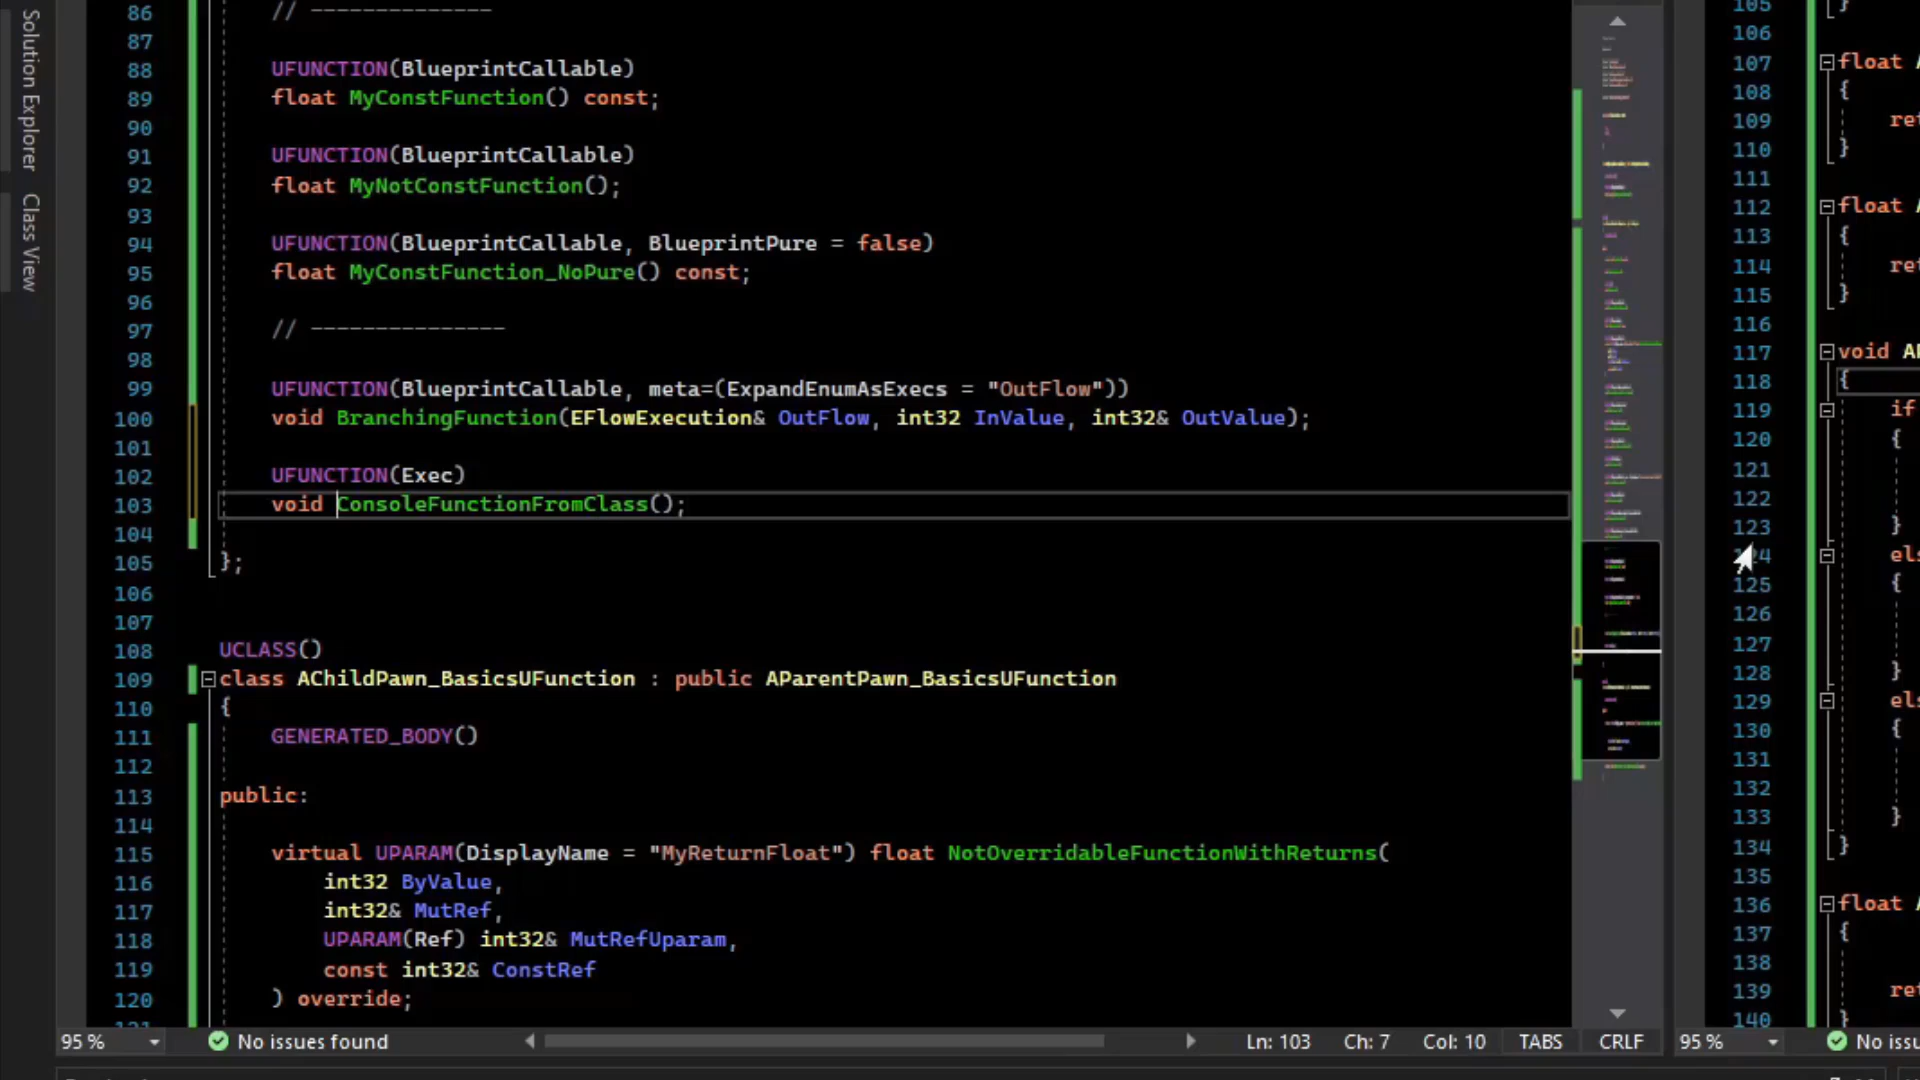 Solution Explorer
Class View
86 // --------------
87
88 UFUNCTION(BlueprintCallable)
89 float MyConstFunction() const;
90
91 UFUNCTION(BlueprintCallable)
92 float MyNotConstFunction();
93
94 UFUNCTION(BlueprintCallable, BlueprintPure = false)
95 float MyConstFunction_NoPure() const;
96
97 // ---------------
98
99 UFUNCTION(BlueprintCallable, meta=(ExpandEnumAsExecs = "OutFlow"))
100 void BranchingFunction(EFlowExecution& OutFlow, int32 InValue, int32& OutValue);
101
102 UFUNCTION(Exec)
103 void ConsoleFunctionFromClass();
104
105 };
106
107
108 UCLASS()
109 class AChildPawn_BasicsUFunction : public AParentPawn_BasicsUFunction
110 {
111 GENERATED_BODY()
112
113 public:
114
115 virtual UPARAM(DisplayName = "MyReturnFloat") float NotOverridableFunctionWithReturns(
116 int32 ByValue,
117 int32& MutRef,
118 UPARAM(Ref) int32& MutRefUparam,
119 const int32& ConstRef
120 ) override;
95 % No issues found Ln: 103 Ch: 7 Col: 10 TABS CRLF
105 }
106
107 float
108 {
109
110 }
111
112 float
113 {
114
115 }
116
117 void
118 {
119 if
120 {
121
122
123 }
125 {
126
127
128 }
129
130 {
131
132
133 }
134 }
135
136 float
137 {
138
139
140 }
95 % No